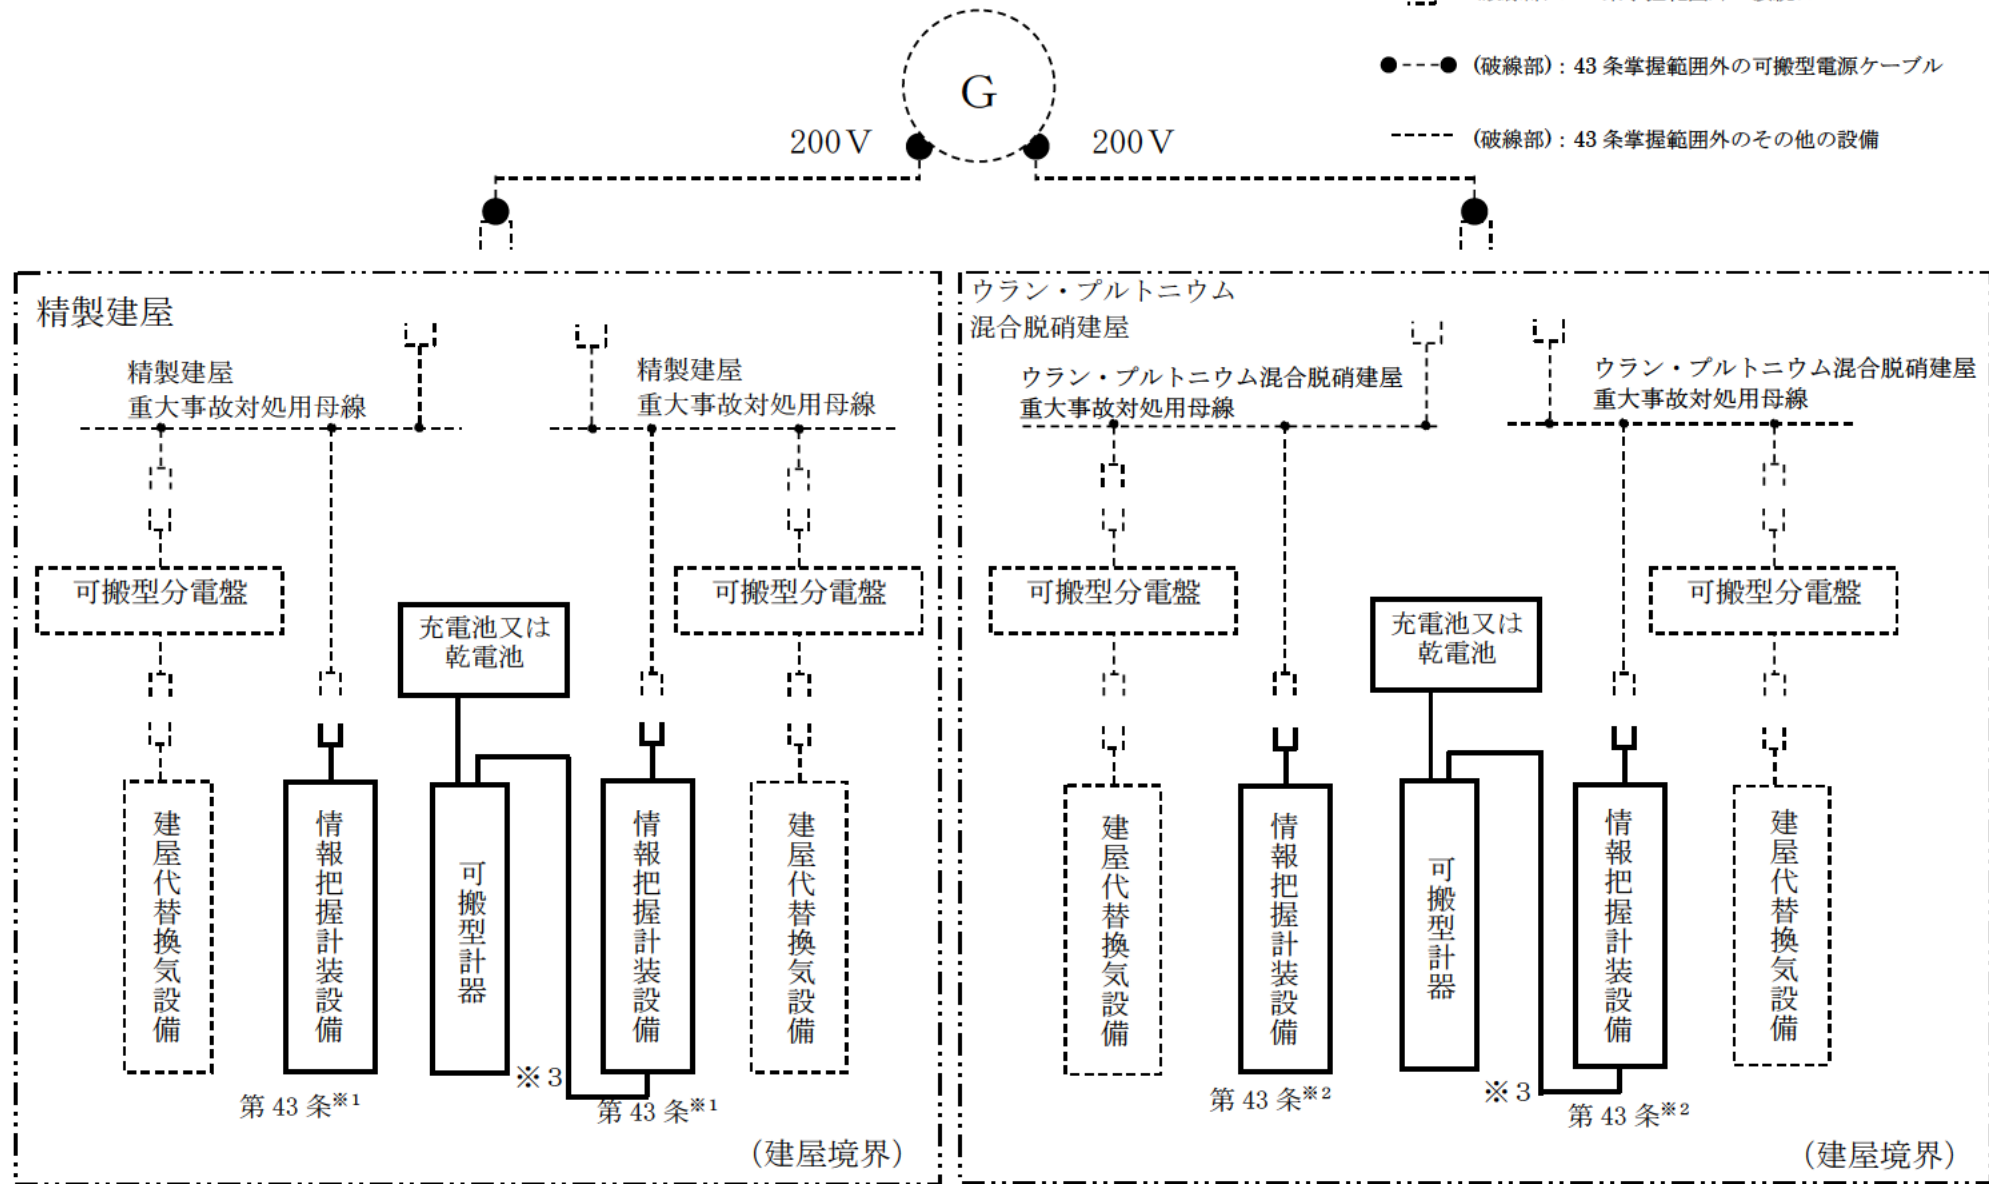 G
200V
200V
(破線部)：43 条掌握範囲外の可搬型電源ケーブル
(破線部)：43 条掌握範囲外のその他の設備
精製建屋
精製建屋
重大事故対処用母線
精製建屋
重大事故対処用母線
可搬型分電盤
充電池又は
乾電池
可搬型分電盤
建屋代替換気設備
情報把握計装設備
可搬型計器
情報把握計装設備
建屋代替換気設備
第 43 条※1
※3
第 43 条※1
(建屋境界)
ウラン・プルトニウム
混合脱硝建屋
ウラン・プルトニウム混合脱硝建屋
重大事故対処用母線
ウラン・プルトニウム混合脱硝建屋
重大事故対処用母線
可搬型分電盤
充電池又は
乾電池
可搬型分電盤
建屋代替換気設備
情報把握計装設備
可搬型計器
情報把握計装設備
建屋代替換気設備
第 43 条※2
※3
第 43 条※2
(建屋境界)